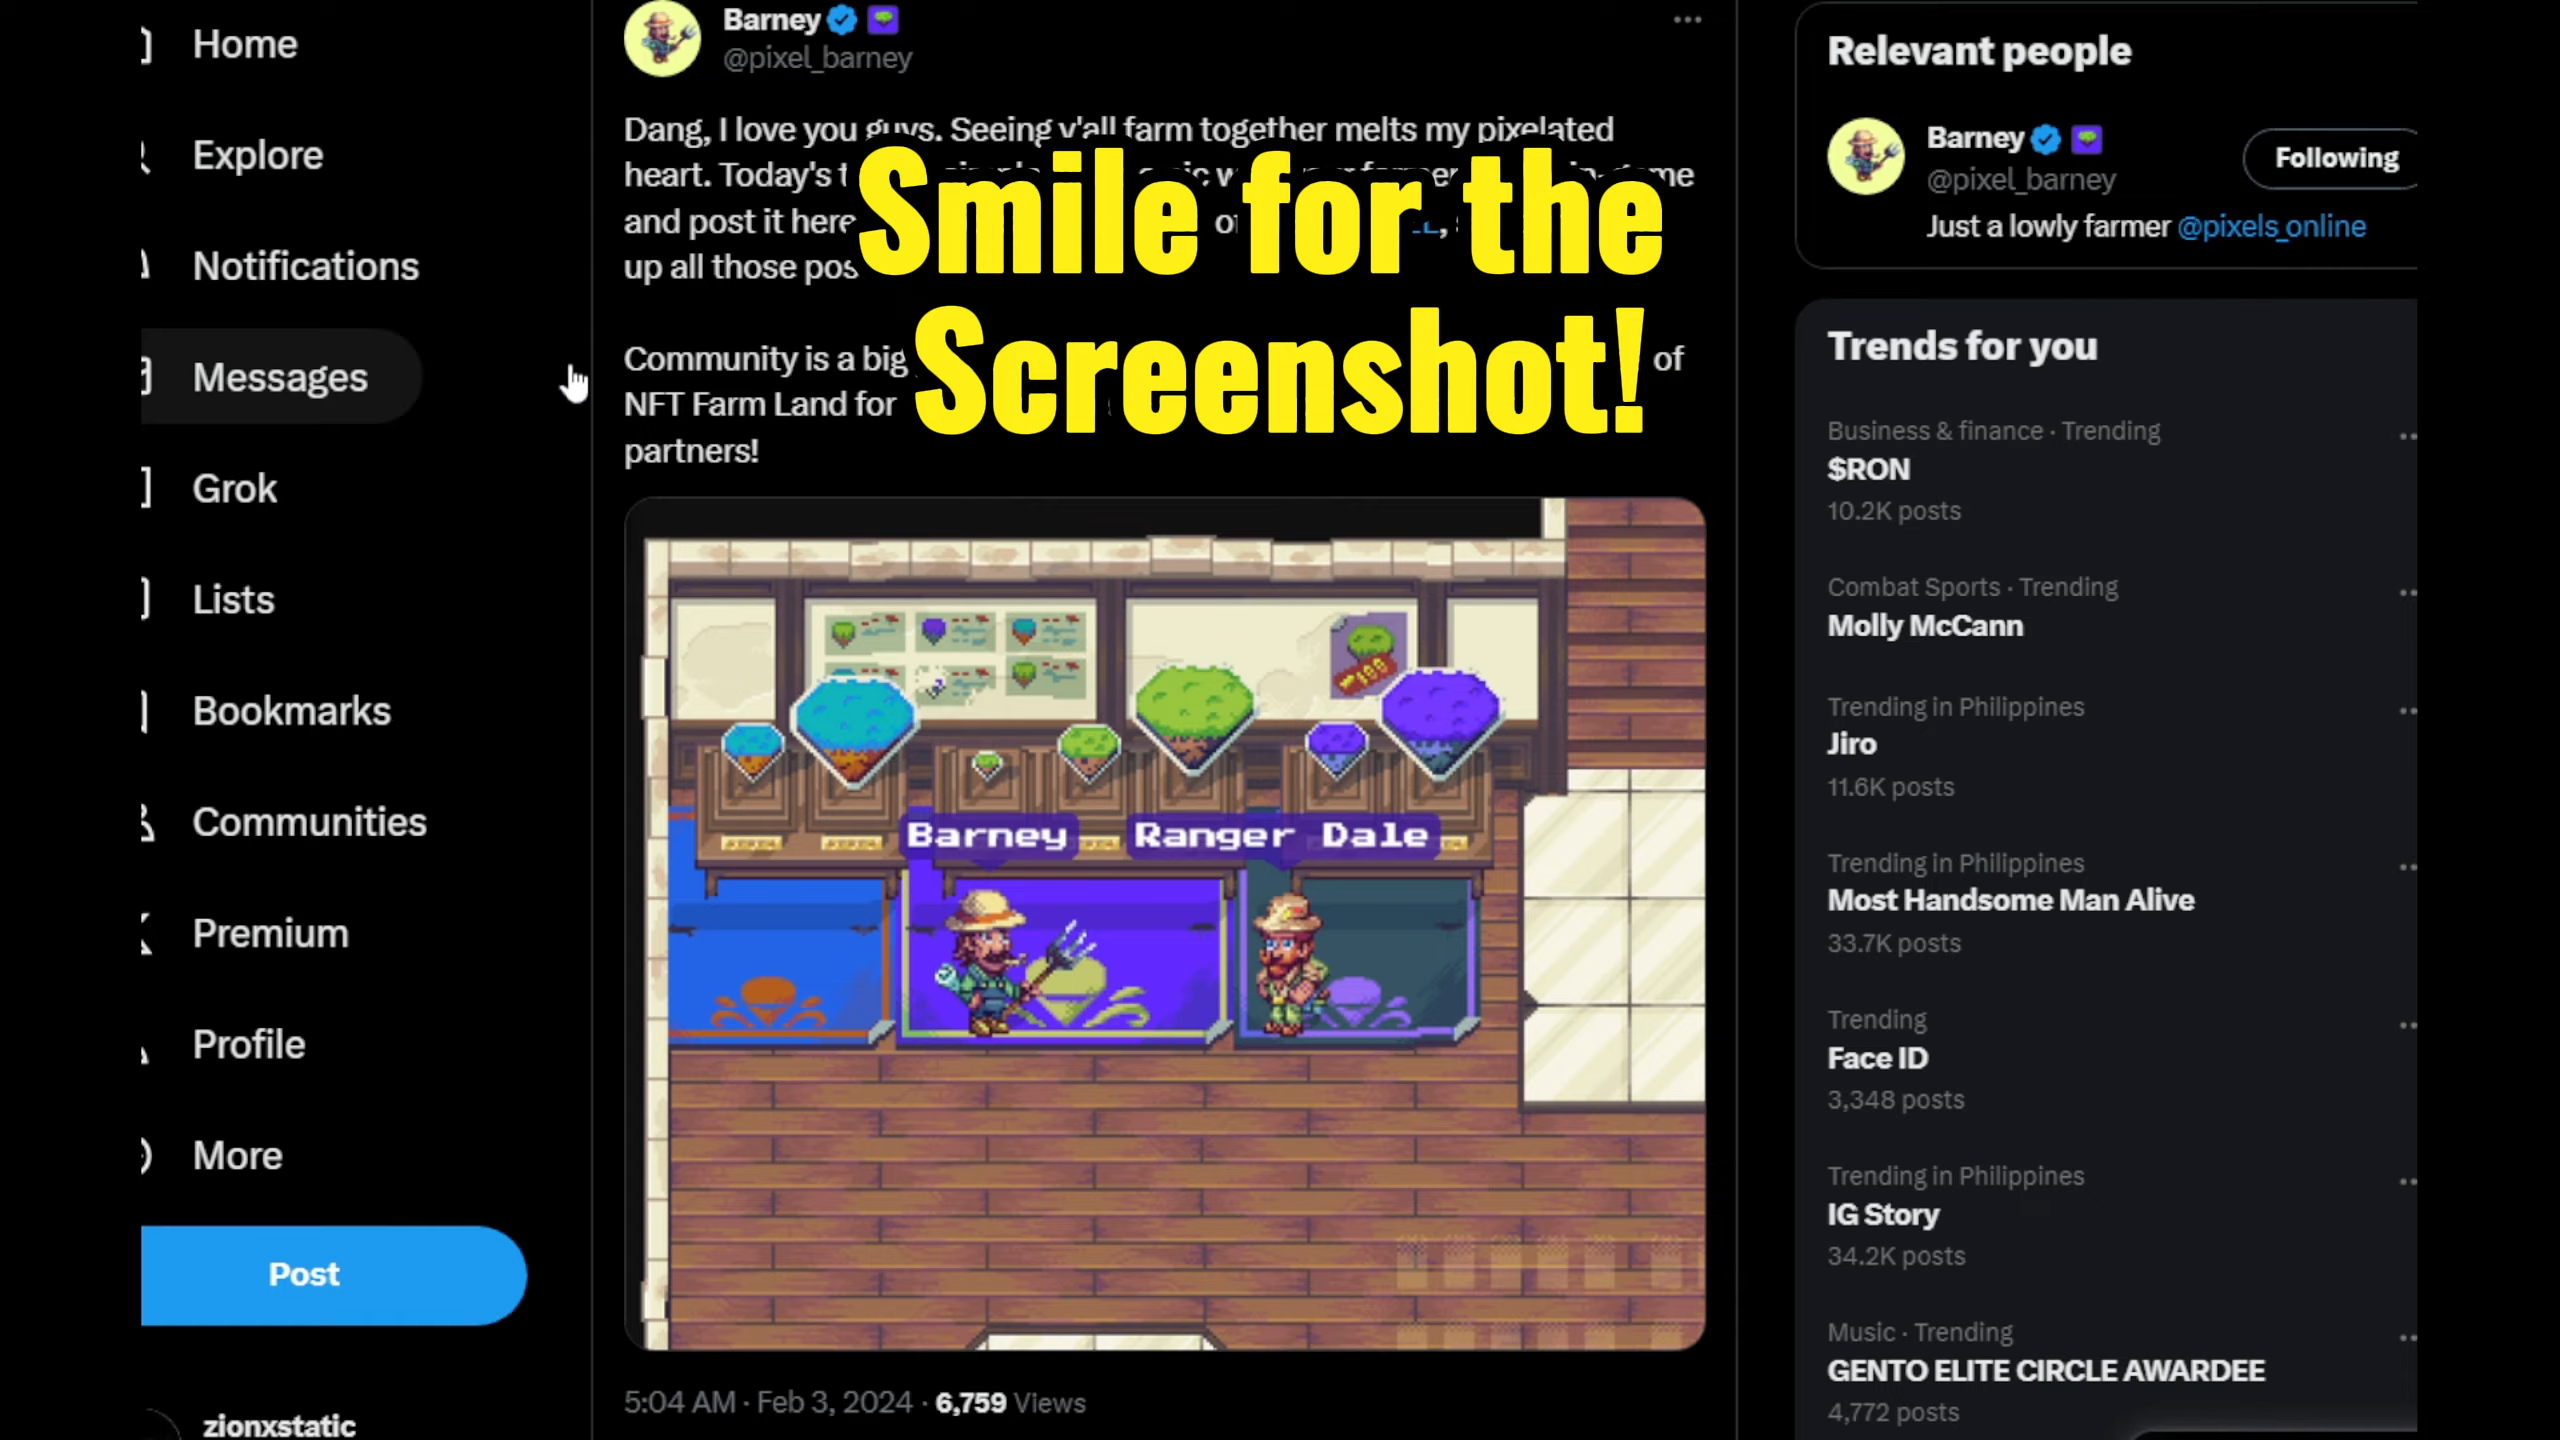 Home
Explore
Notifications
Messages
Grok
Lists
Bookmarks
Communities
Premium
Profile
More
Post
zionxstatic
Barney
@pixel_barney
Dang, I love you guys. Seeing y'all farm together melts my pixelated
heart. Today's
and post it here
up all those
Community is a big of
NFT Farm Land for
partners!
Smile for the
Screenshot!
Barney Ranger Dale
5:04 AM · Feb 3, 2024 · 6,759 Views
Relevant people
Barney
@pixel_barney
Following
Just a lowly farmer @pixels_online
Trends for you
Business & finance · Trending
$RON
10.2K posts
Combat Sports · Trending
Molly McCann
Trending in Philippines
Jiro
11.6K posts
Trending in Philippines
Most Handsome Man Alive
33.7K posts
Trending
Face ID
3,348 posts
Trending in Philippines
IG Story
34.2K posts
Music · Trending
GENTO ELITE CIRCLE AWARDEE
4,772 posts